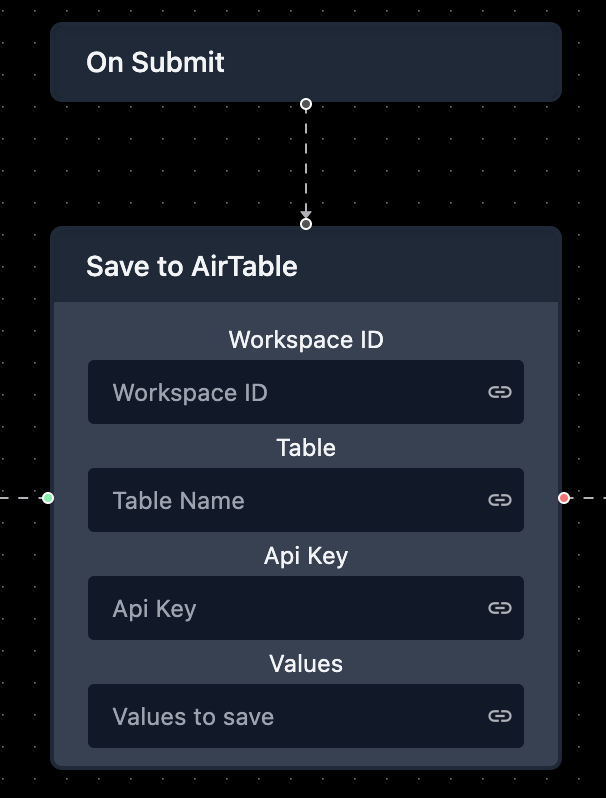 On Submit
Save to AirTable
Workspace ID
Workspace ID
Table
Table Name
Api Key
Api Key
Values
Values to save